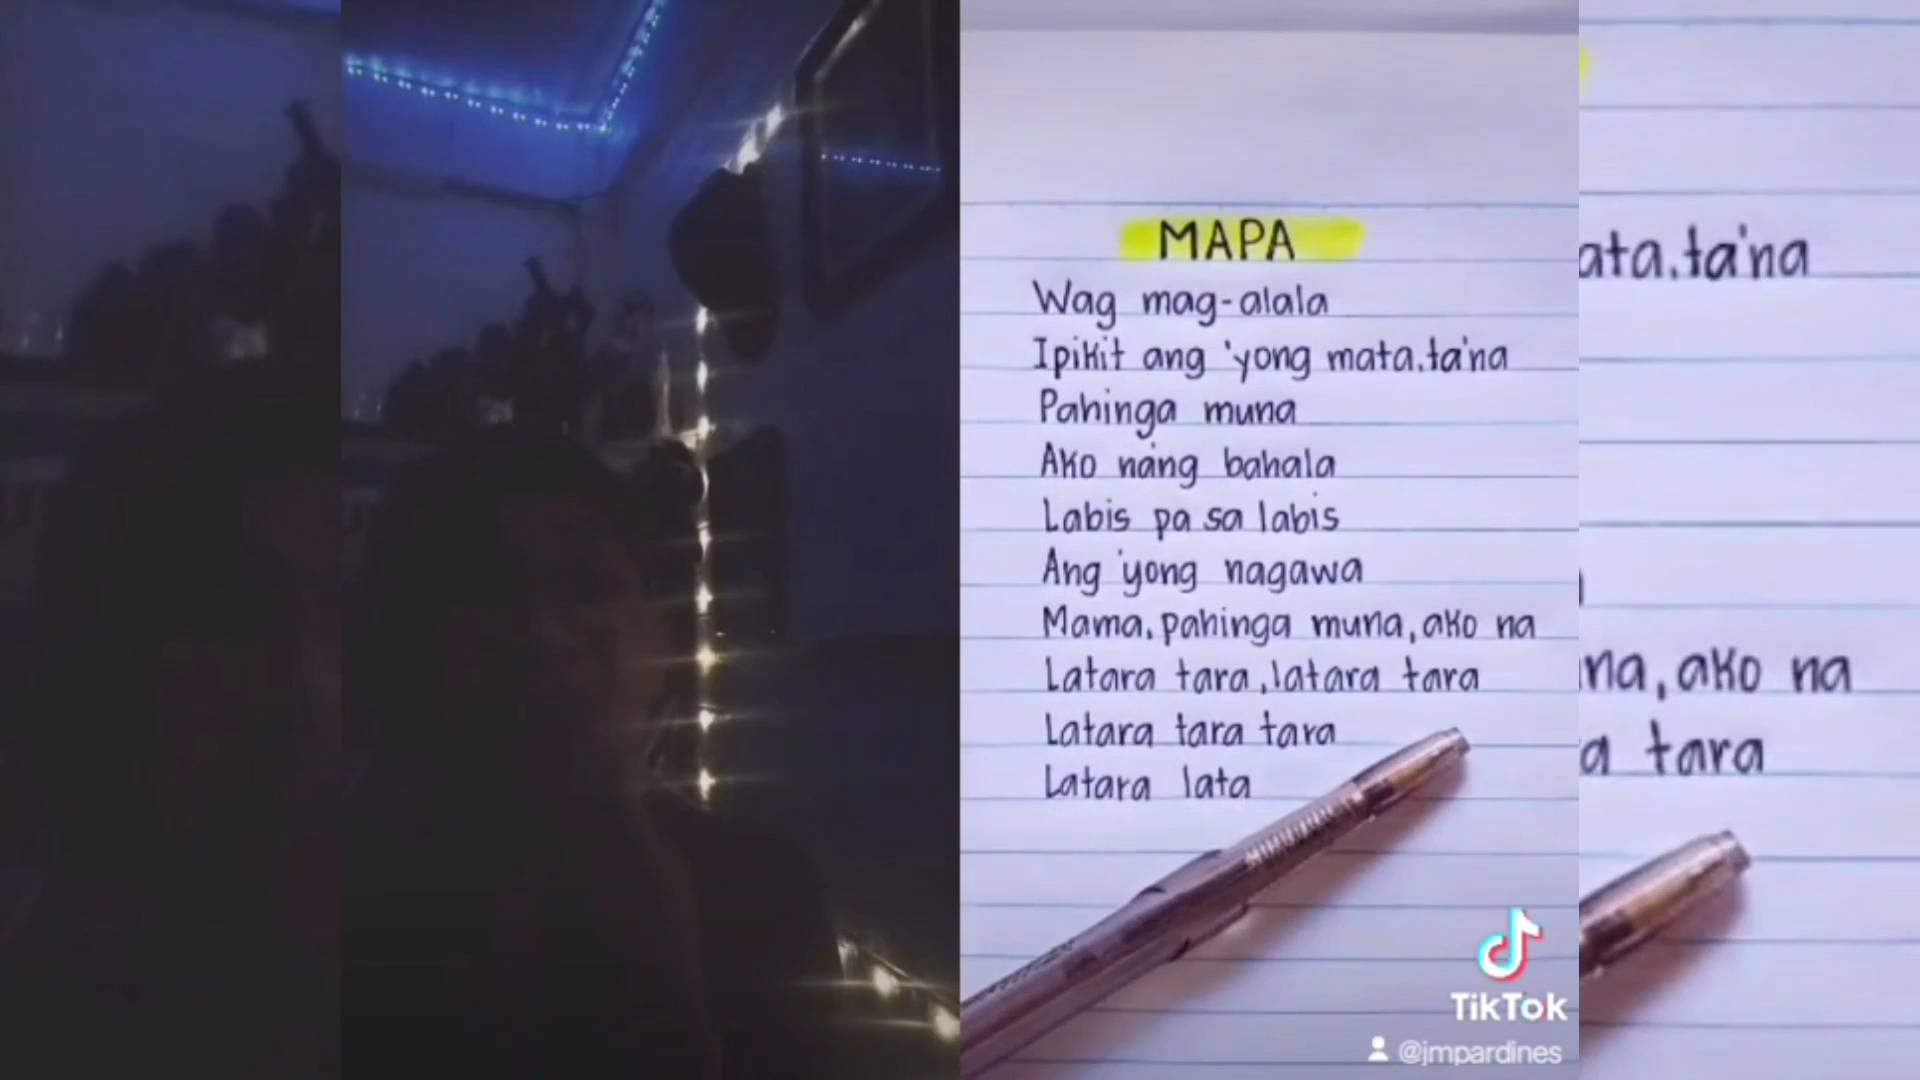 MAPA
Wag mag-alala
Ipikit ang 'yong mata, ta'na
Pahinga muna
Ako nang bahala
Labis pa sa labis
Ang 'yong nagawa
Mama, pahinga muna, ako na
Latara tara, latara tara
Latara tara tara
Latara lata
TikTok
@jmpardines
ata, ta'na
na, ako na
a tara